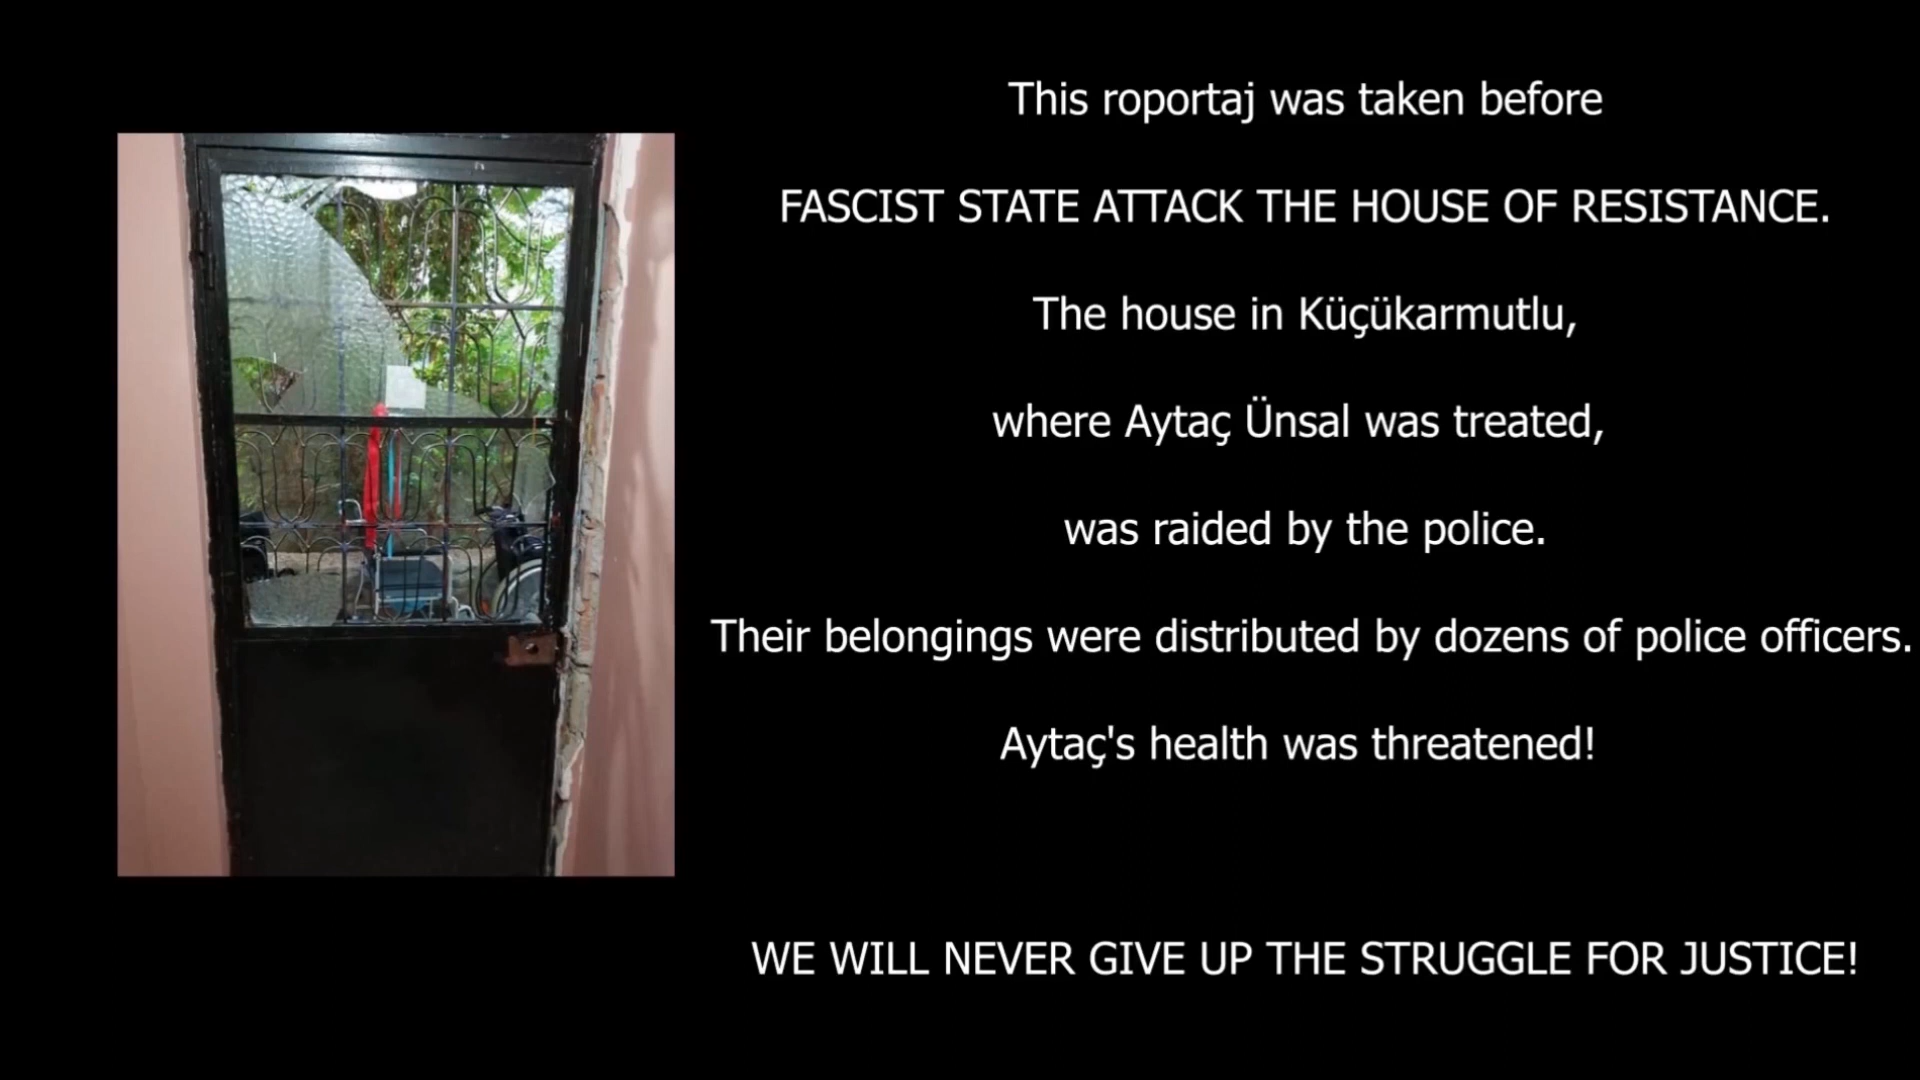 This roportaj was taken before
FASCIST STATE ATTACK THE HOUSE OF RESISTANCE.
The house in Küçükarmutlu,
where Aytaç Ünsal was treated,
was raided by the police.
Their belongings were distributed by dozens of police officers.
Aytaç's health was threatened!
WE WILL NEVER GIVE UP THE STRUGGLE FOR JUSTICE!